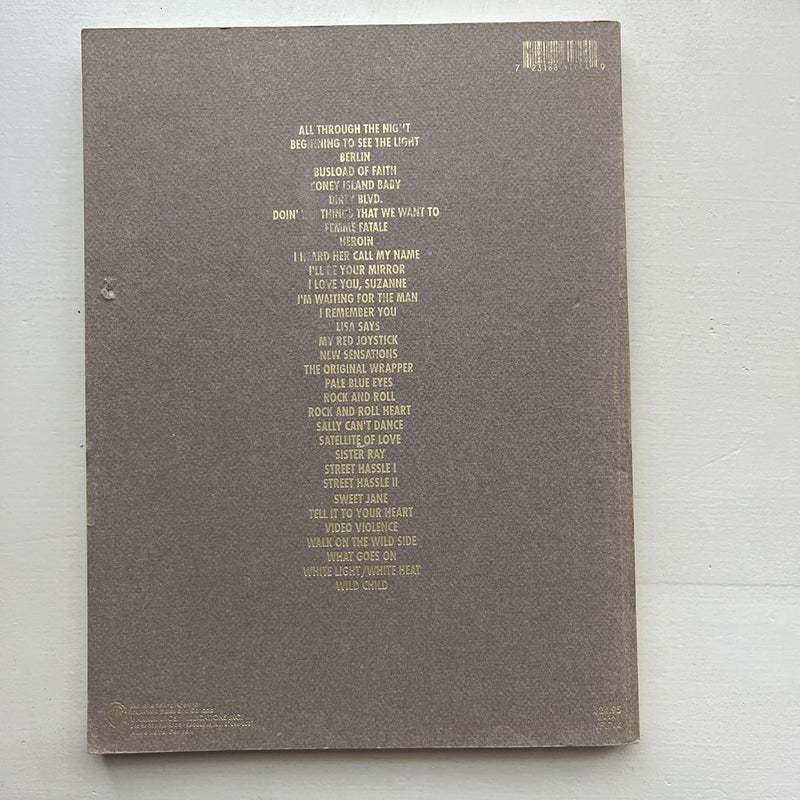 ALL THROUGH THE NIGHT
BEGINNING TO SEE THE LIGHT
BERLIN
BUSLOAD OF FAITH
CONEY ISLAND BABY
DIRTY BLVD.
DOIN' THINGS THAT WE WANT TO
FEMME FATALE
HEROIN
I HEARD HER CALL MY NAME
I'LL BE YOUR MIRROR
I LOVE YOU, SUZANNE
I'M WAITING FOR THE MAN
I REMEMBER YOU
LISA SAYS
MY RED JOYSTICK
NEW SENSATIONS
THE ORIGINAL WRAPPER
PALE BLUE EYES
ROCK AND ROLL
ROCK AND ROLL HEART
SALLY CAN'T DANCE
SATELLITE OF LOVE
SISTER RAY
STREET HASSLE I
STREET HASSLE II
SWEET JANE
TELL IT TO YOUR HEART
VIDEO VIOLENCE
WALK ON THE WILD SIDE
WHAT GOES ON
WHITE LIGHT/WHITE HEAT
WILD CHILD
$24.95